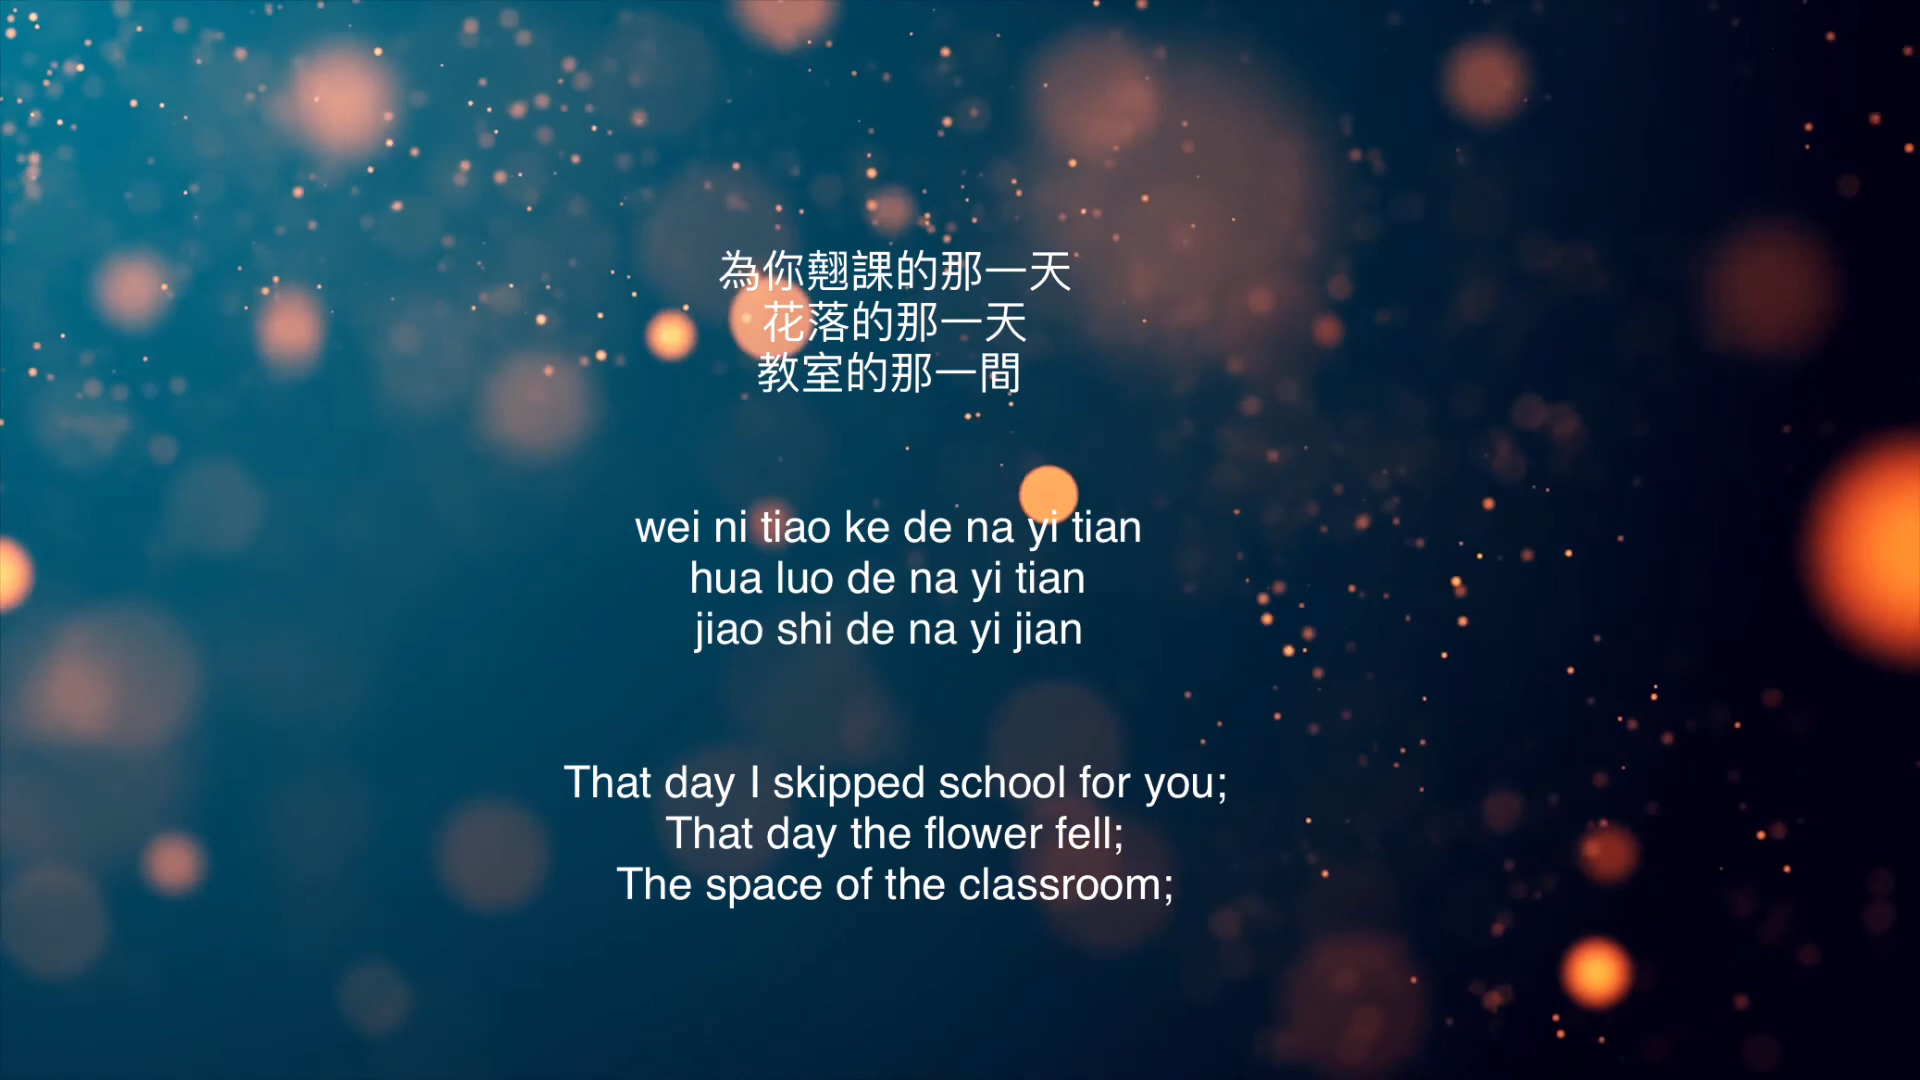 為你翹課的那一天
花落的那一天
教室的那一間
wei ni tiao ke de na yi tian
hua luo de na yi tian
jiao shi de na yi jian
That day I skipped school for you;
That day the flower fell;
The space of the classroom;